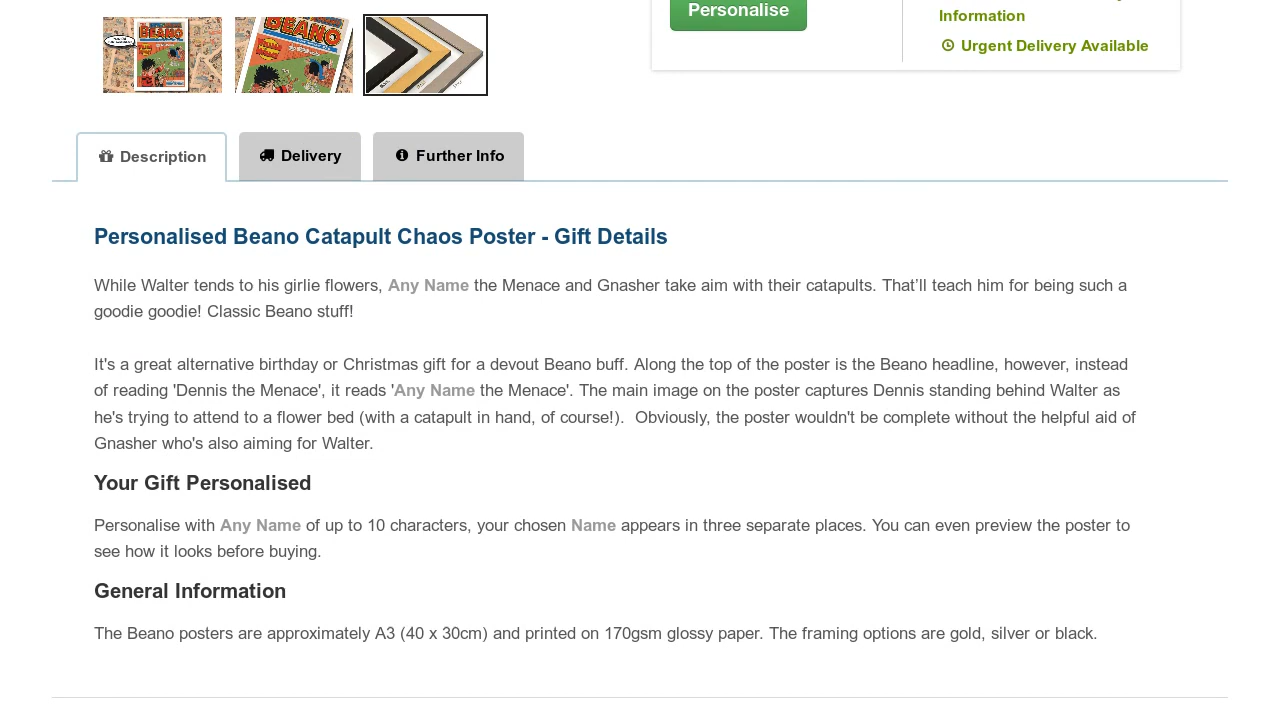 BEANO
BEANO
Personalise
Information
Urgent Delivery Available
Description
Delivery
Further Info
Personalised Beano Catapult Chaos Poster - Gift Details
While Walter tends to his girlie flowers, Any Name the Menace and Gnasher take aim with their catapults. That’ll teach him for being such a
goodie goodie! Classic Beano stuff!
It's a great alternative birthday or Christmas gift for a devout Beano buff. Along the top of the poster is the Beano headline, however, instead
of reading 'Dennis the Menace', it reads 'Any Name the Menace'. The main image on the poster captures Dennis standing behind Walter as
he's trying to attend to a flower bed (with a catapult in hand, of course!).  Obviously, the poster wouldn't be complete without the helpful aid of
Gnasher who's also aiming for Walter.
Your Gift Personalised
Personalise with Any Name of up to 10 characters, your chosen Name appears in three separate places. You can even preview the poster to
see how it looks before buying.
General Information
The Beano posters are approximately A3 (40 x 30cm) and printed on 170gsm glossy paper. The framing options are gold, silver or black.